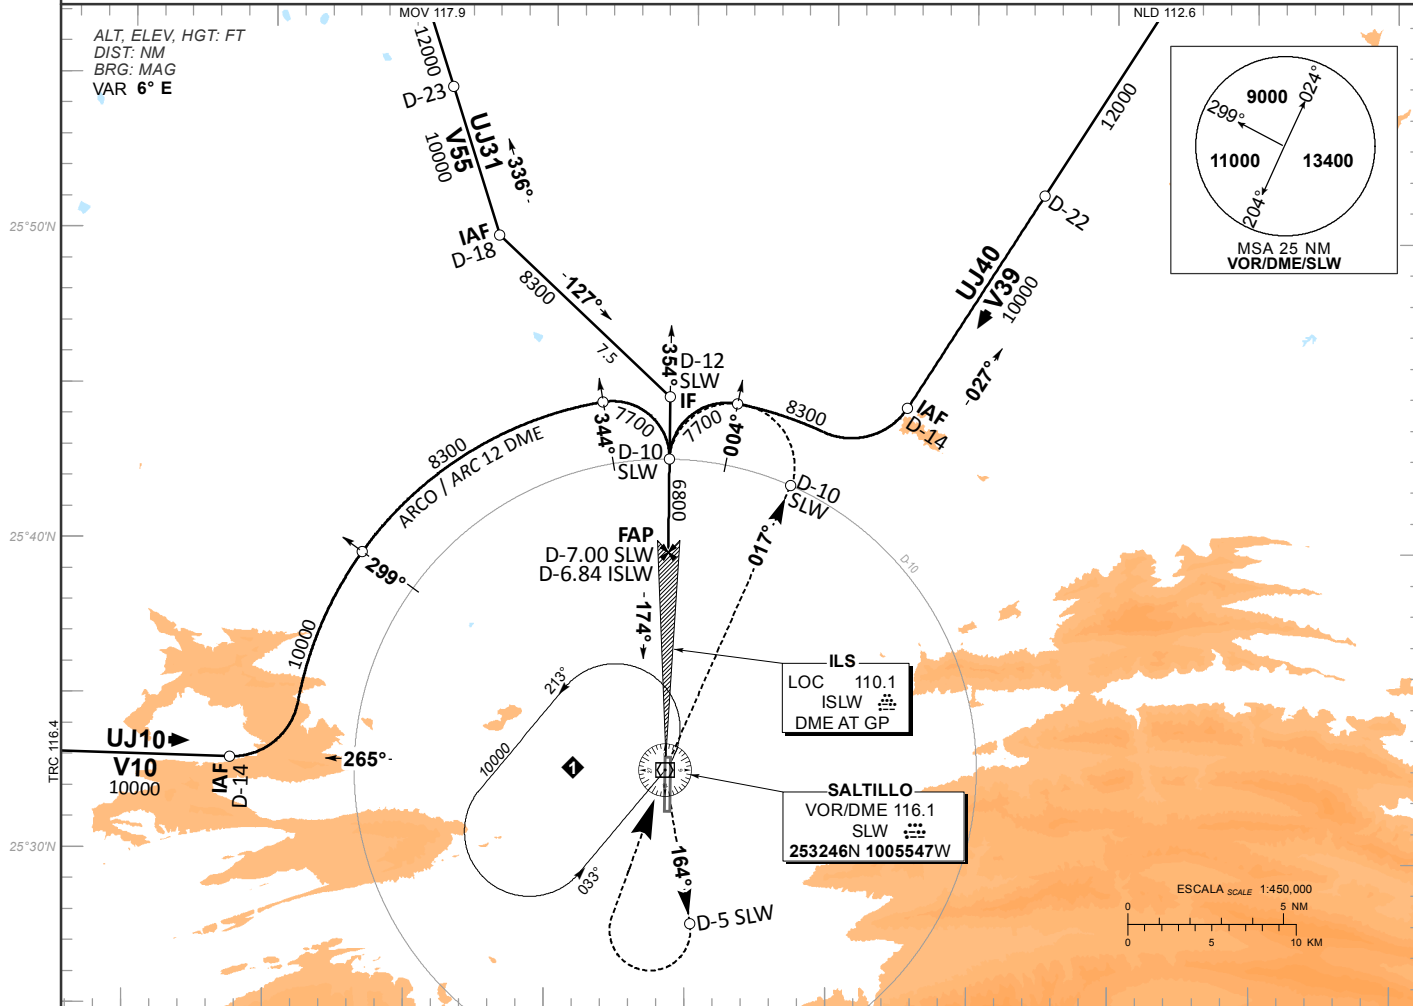 MOV 117.9
NLD 112.6
ALT, ELEV, HGT: FT
DIST: NM
BRG: MAG
VAR 6° E
12000
D-23
UJ31
V55
10000
336°
IAF
D-18
8300
127°
7.5
12000
D-22
UJ40
V39
10000
027°
IAF
D-14
9000
024°
299°
11000
13400
204°
MSA 25 NM
VOR/DME/SLW
25°50'N
354°
D-12
SLW
IF
7700
7700
8300
344°
004°
8300
ARCO / ARC 12 DME
D-10
SLW
D-10
SLW
6800
25°40'N
FAP
D-7.00 SLW
D-6.84 ISLW
017°
D-10
299°
174°
10000
ILS
LOC 110.1
ISLW
DME AT GP
213°
10000
1
033°
TRC 116.4
UJ10
V10
10000
IAF
D-14
265°
SALTILLO
VOR/DME 116.1
SLW
253246N 1005547W
25°30'N
164°
D-5 SLW
ESCALA SCALE 1:450,000
0 5 NM
0 5 10 KM